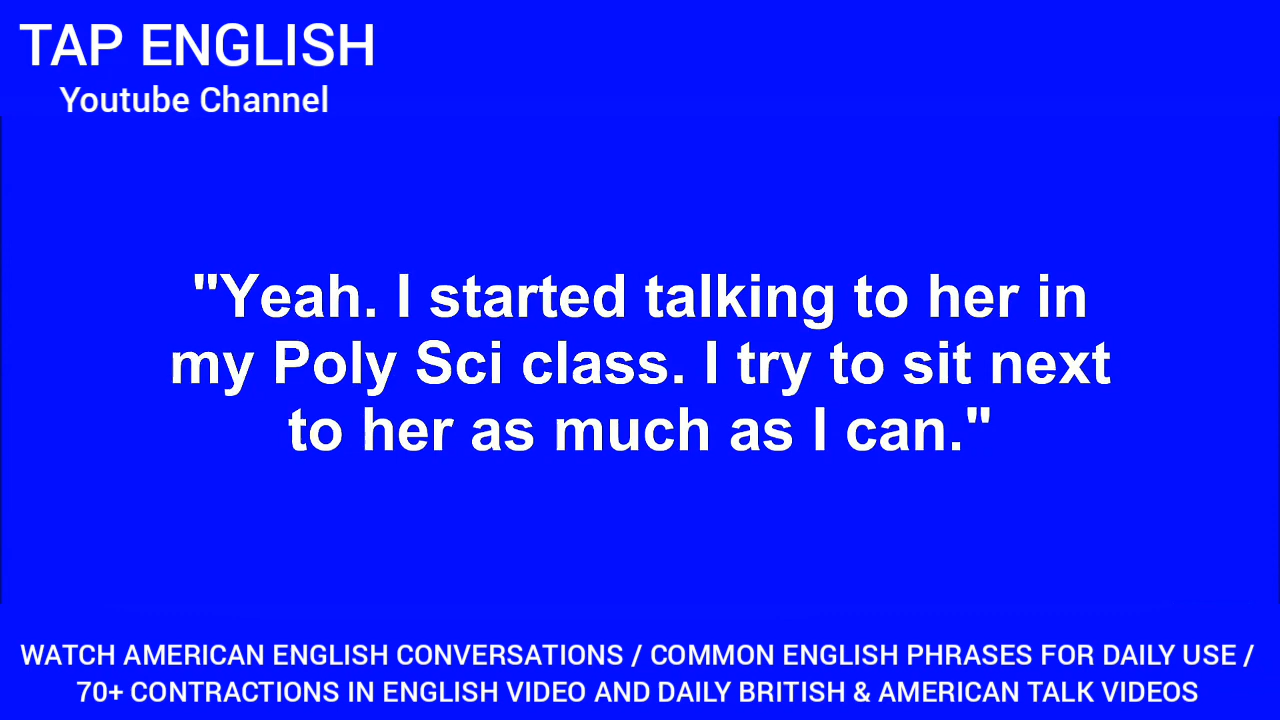 TAP ENGLISH
Youtube Channel
"Yeah. I started talking to her in
my Poly Sci class. I try to sit next
to her as much as I can."
WATCH AMERICAN ENGLISH CONVERSATIONS / COMMON ENGLISH PHRASES FOR DAILY USE /
70+ CONTRACTIONS IN ENGLISH VIDEO AND DAILY BRITISH & AMERICAN TALK VIDEOS